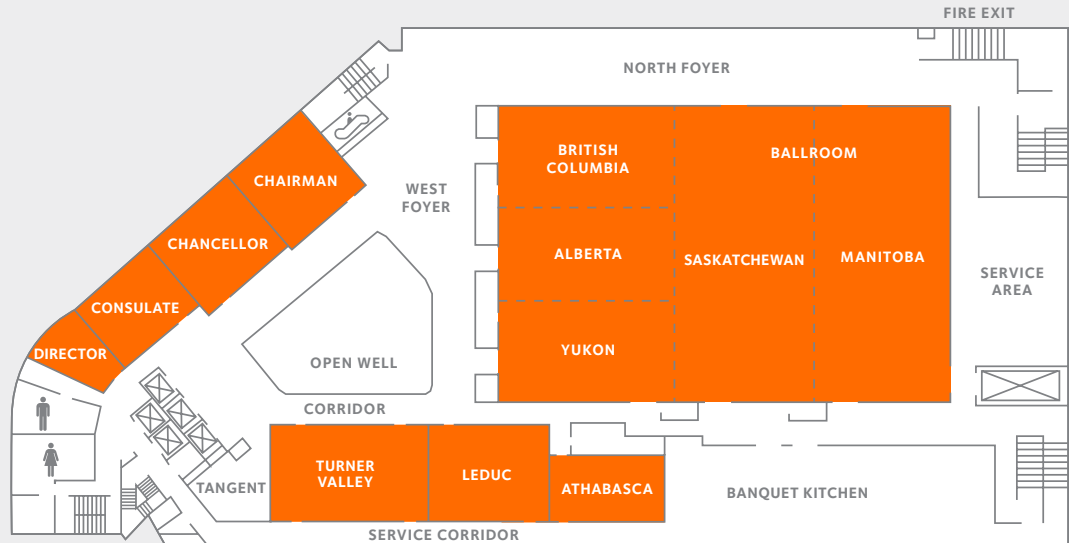 FIRE EXIT
NORTH FOYER
BRITISH
COLUMBIA
BALLROOM
CHAIRMAN
WEST
FOYER
CHANCELLOR
ALBERTA
SASKATCHEWAN
MANITOBA
SERVICE
AREA
CONSULATE
DIRECTOR
OPEN WELL
YUKON
CORRIDOR
TURNER
VALLEY
LEDUC
ATHABASCA
TANGENT
BANQUET KITCHEN
SERVICE CORRIDOR